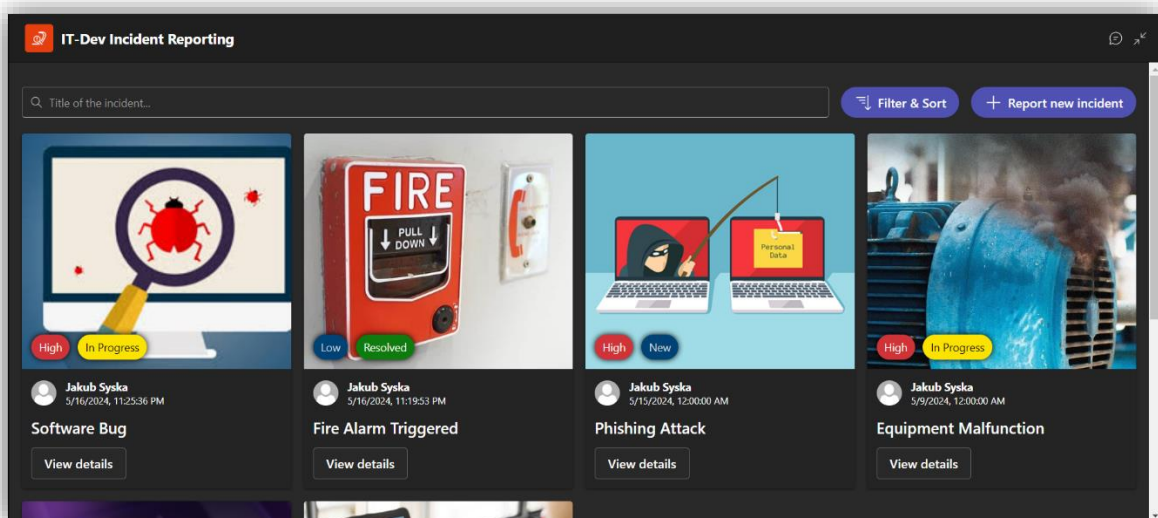 IT-Dev Incident Reporting
Title of the incident...
Filter & Sort
Report new incident
High
In Progress
Jakub Syska
5/16/2024, 11:25:36 PM
Software Bug
View details
FIRE
PULL
DOWN
Low
Resolved
Jakub Syska
5/16/2024, 11:19:53 PM
Fire Alarm Triggered
View details
Personal
Data
High
New
Jakub Syska
5/15/2024, 12:00:00 AM
Phishing Attack
View details
High
In Progress
Jakub Syska
5/9/2024, 12:00:00 AM
Equipment Malfunction
View details